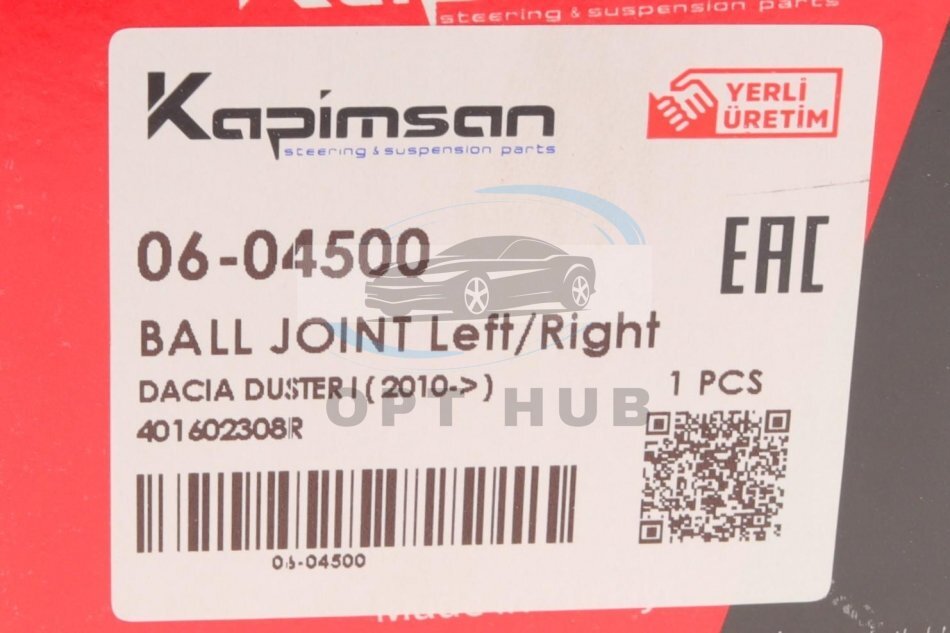 steering & suspension parts
Kapimsan
steering & suspension parts
YERLİ
ÜRETİM
06-04500
EAC
BALL JOINT Left/Right
DACIA DUSTER I (2010->)
1 PCS
OPT HUB
401602308R
06-04500